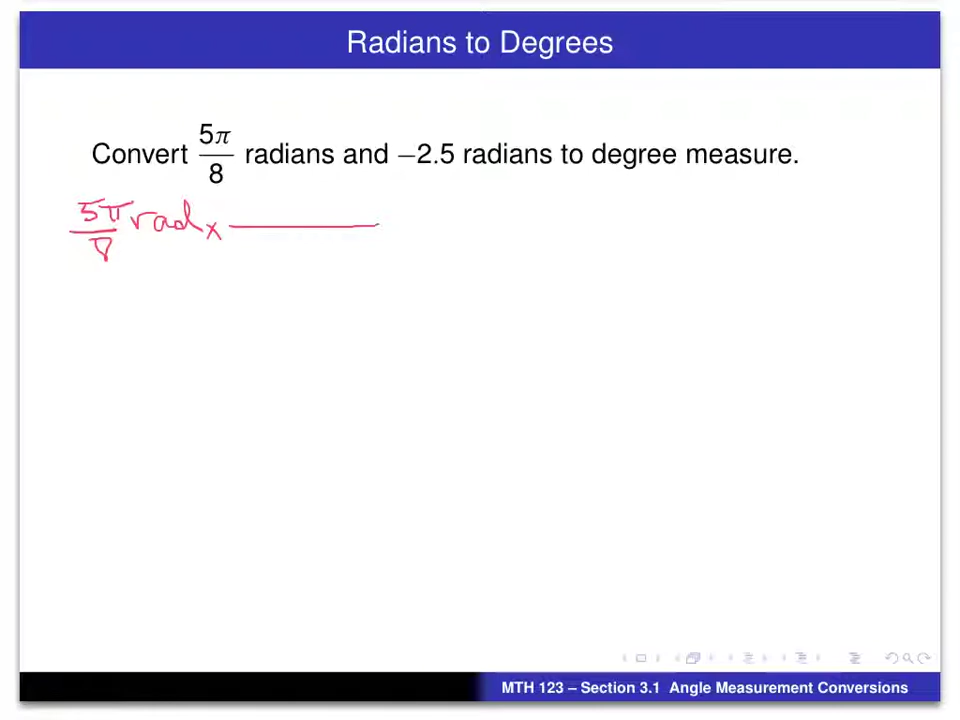 Radians to Degrees
Convert 5π/8 radians and −2.5 radians to degree measure.
5π/8 rad x
MTH 123 – Section 3.1 Angle Measurement Conversions